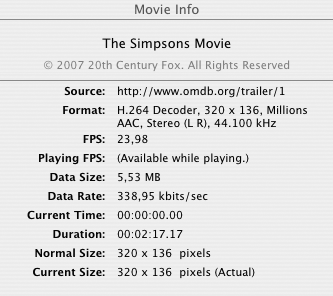 Movie Info
The Simpsons Movie
© 2007 20th Century Fox. All Rights Reserved
Source: http://www.omdb.org/trailer/1
Format: H.264 Decoder, 320 x 136, Millions
AAC, Stereo (L R), 44.100 kHz
FPS: 23,98
Playing FPS: (Available while playing.)
Data Size: 5,53 MB
Data Rate: 338,95 kbits/sec
Current Time: 00:00:00.00
Duration: 00:02:17.17
Normal Size: 320 x 136 pixels
Current Size: 320 x 136 pixels (Actual)